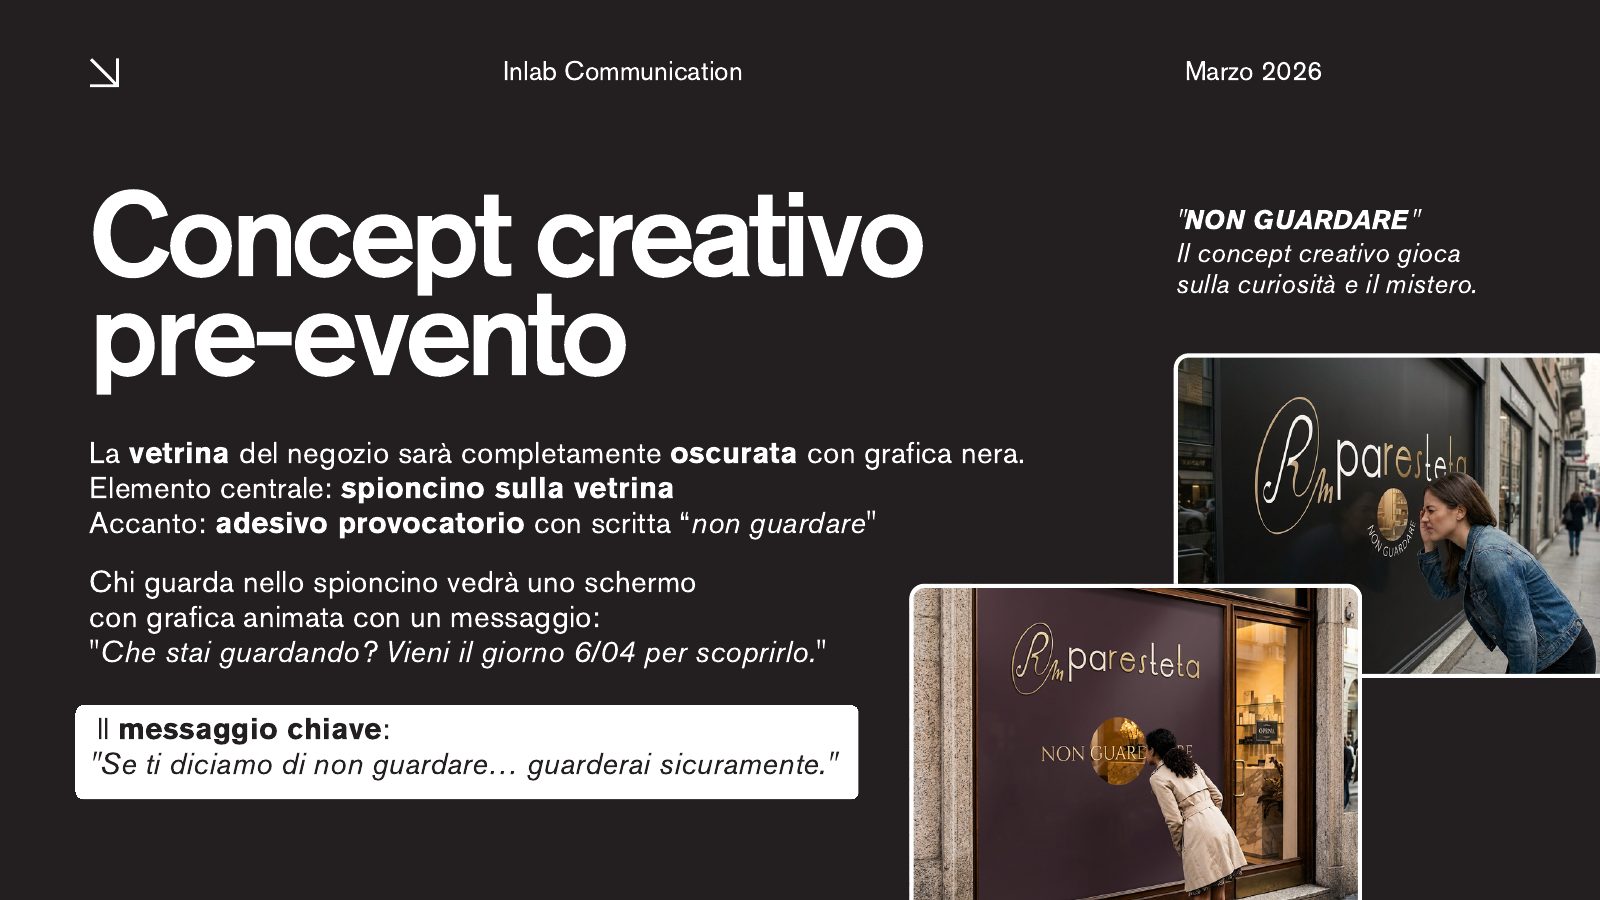 Inlab Communication
Marzo 2026
Concept creativo
pre-evento
"NON GUARDARE"
Il concept creativo gioca
sulla curiosità e il mistero.
La vetrina del negozio sarà completamente oscurata con grafica nera.
Elemento centrale: spioncino sulla vetrina
Accanto: adesivo provocatorio con scritta “non guardare"
Chi guarda nello spioncino vedrà uno schermo
con grafica animata con un messaggio:
"Che stai guardando? Vieni il giorno 6/04 per scoprirlo."
Il messaggio chiave:
"Se ti diciamo di non guardare... guarderai sicuramente."
Rm paresteta
NON GUARDARE
Rm paresteta
NON GUARD RE